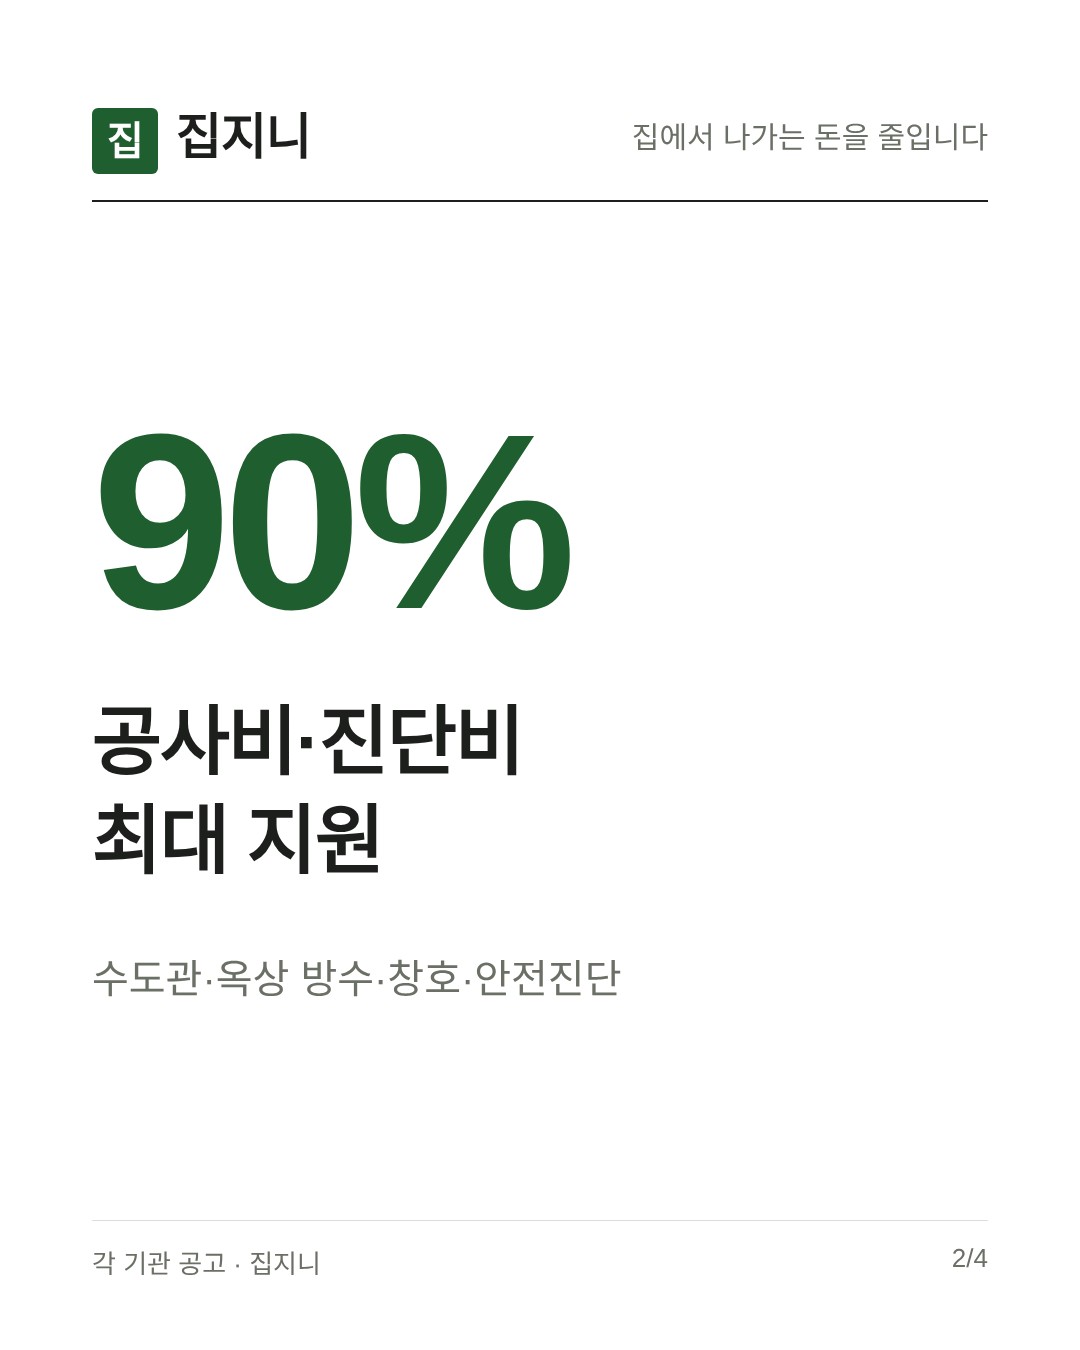 집 집지니
집에서 나가는 돈을 줄입니다
90%
공사비·진단비
최대 지원
수도관·옥상 방수·창호·안전진단
각 기관 공고 · 집지니
2/4